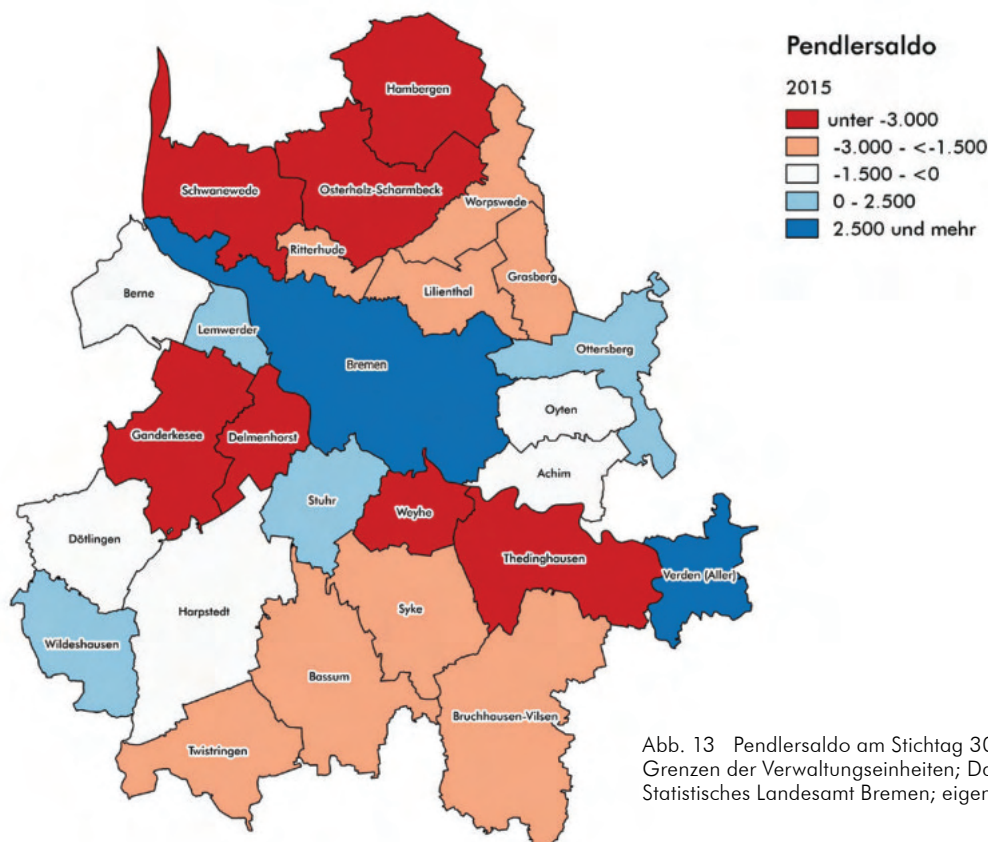 Pendlersaldo
2015
unter -3.000
-3.000 - <-1.500
-1.500 - <0
0 - 2.500
2.500 und mehr
Hambergen
Schwanewede
Osterholz-Scharmbeck
Worpswede
Ritterhude
Grasberg
Lilienthal
Berne
Lemwerder
Ottersberg
Bremen
Oyten
Ganderkesee
Delmenhorst
Achim
Stuhr
Weyhe
Dötlingen
Thedinghausen
Verden (Aller)
Harpstedt
Syke
Wildeshausen
Bassum
Bruchhausen-Vilsen
Twistringen
Abb. 13 Pendlersaldo am Stichtag 30
Grenzen der Verwaltungseinheiten;
Statistisches Landesamt Bremen; eigen